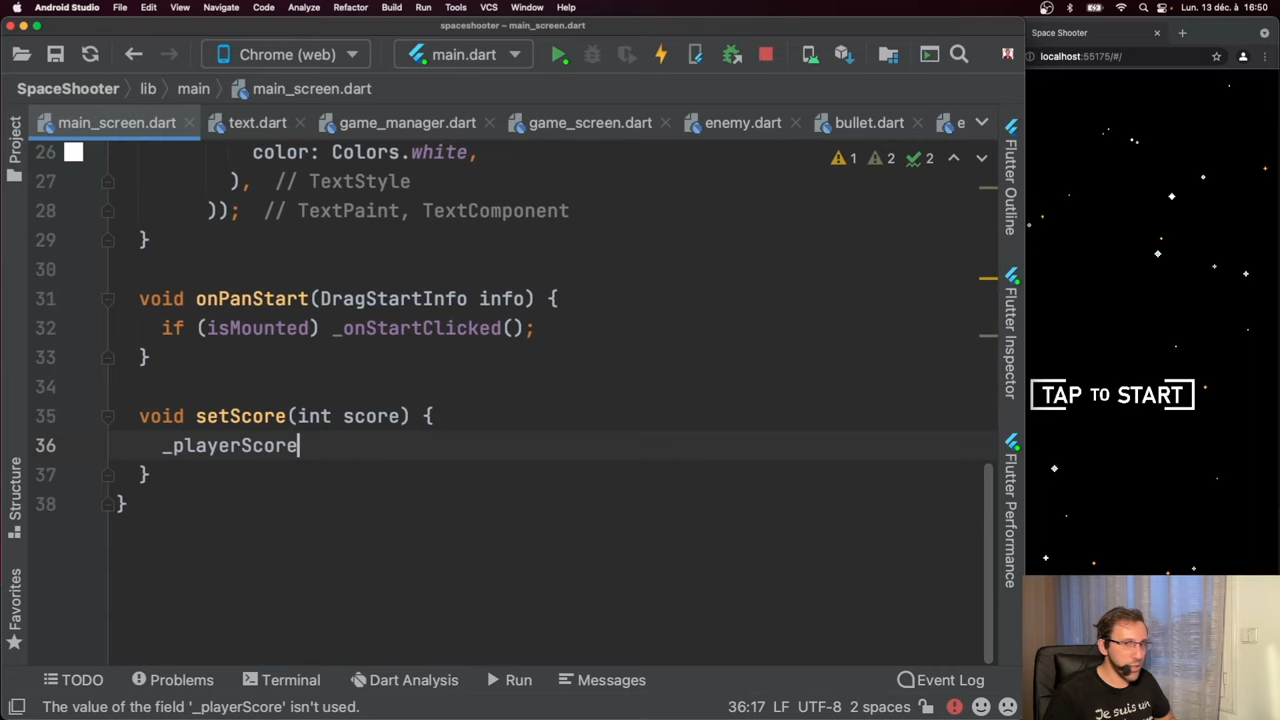 Android Studio File Edit View Navigate Code Analyze Refactor Build Run Tools VCS Window Help Lun. 13 déc. à 16:50
spaceshooter – main_screen.dart
Space Shooter
Chrome (web) main.dart
localhost:55175/#/
SpaceShooter lib main main_screen.dart
main_screen.dart text.dart game_manager.dart game_screen.dart enemy.dart bullet.dart e
Project
Structure
Favorites
26 color: Colors.white,
1 2 2
27 ), // TextStyle
28 )); // TextPaint, TextComponent
29 }
30
31 void onPanStart(DragStartInfo info) {
32 if (isMounted) _onStartClicked();
33 }
34
35 void setScore(int score) {
36 _playerScore
37 }
38 }
Flutter Outline
Flutter Inspector
Flutter Performance
TAP TO START
Je suis un
TODO Problems Terminal Dart Analysis Run Messages Event Log
The value of the field '_playerScore' isn't used. 36:17 LF UTF-8 2 spaces